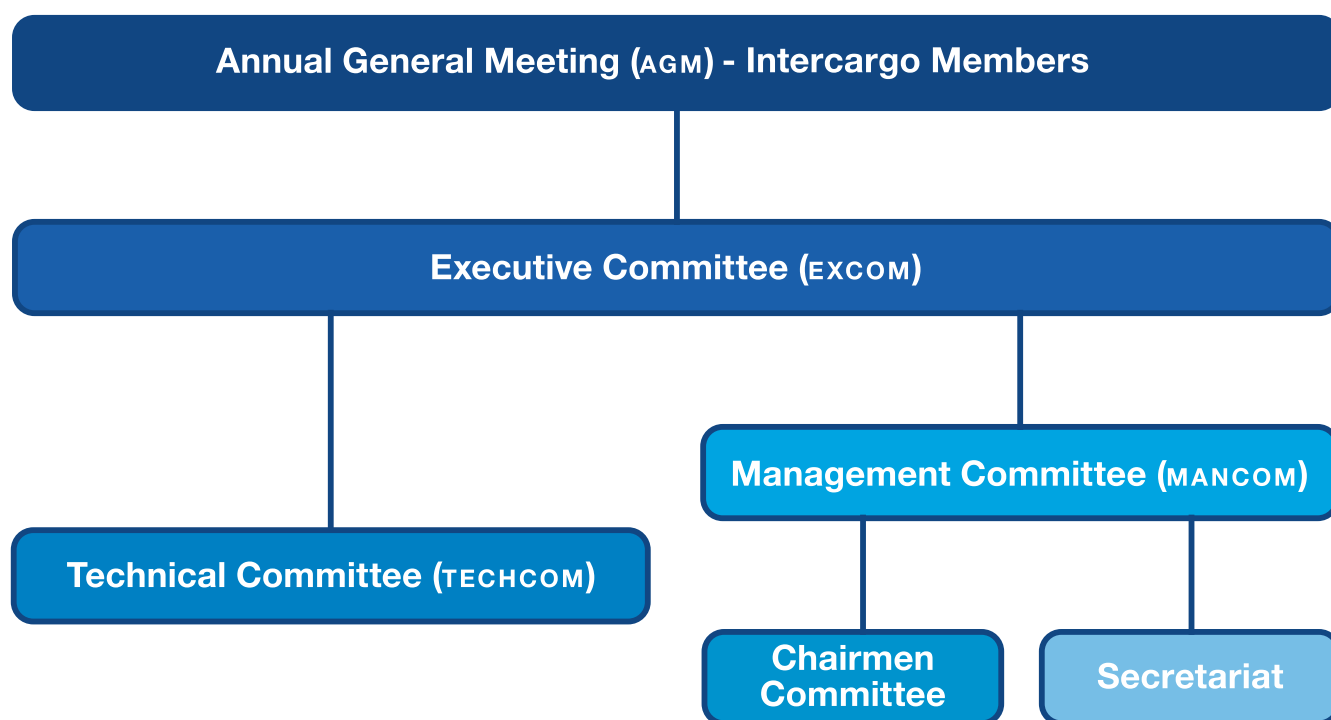 Annual General Meeting (AGM) - Intercargo Members
Executive Committee (EXCOM)
Management Committee (MANCOM)
Technical Committee (TECHCOM)
Chairmen
Committee
Secretariat